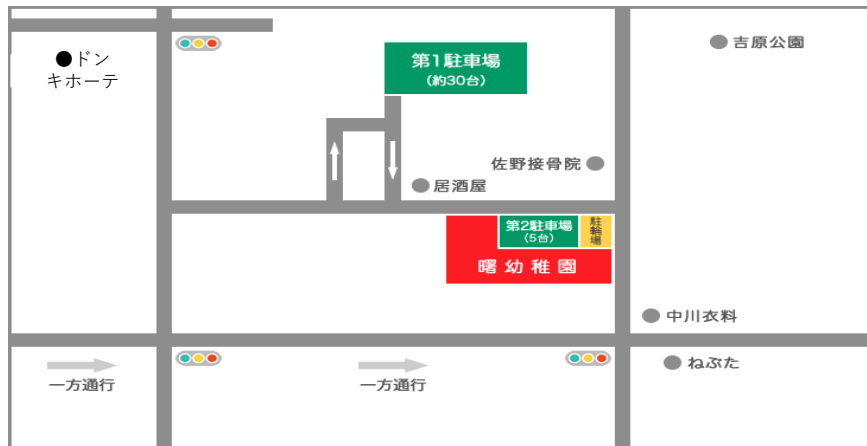 ●ドン
キホーテ
第1駐車場
(約30台)
吉原公園
佐野接骨院
居酒屋
第2駐車場
(5台)
駐輪場
曙幼稚園
中川衣料
一方通行
一方通行
ねぶた